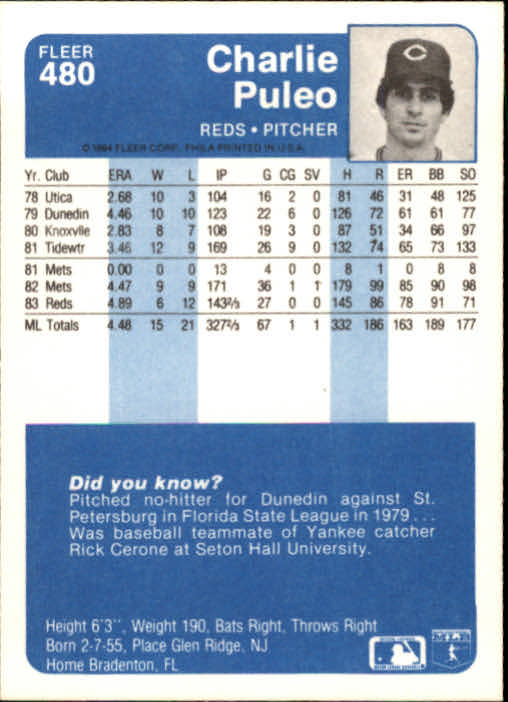 FLEER
480
Charlie
Puleo
REDS • PITCHER
© 1984 FLEER CORP. PHILA PRINTED IN U.S.A.
Yr. Club ERA W L IP G CG SV H R ER BB SO
78 Utica 2.68 10 3 104 16 2 0 81 46 31 48 125
79 Dunedin 4.46 10 10 123 22 6 0 126 72 61 61 77
80 Knoxvlle 2.83 8 7 108 19 3 0 87 51 34 66 97
81 Tidewtr 3.46 12 9 169 26 9 0 132 74 65 73 133
81 Mets 0.00 0 0 13 4 0 0 8 1 0 8 8
82 Mets 4.47 9 9 171 36 1 1 179 99 85 90 98
83 Reds 4.89 6 12 143⅔ 27 0 0 145 86 78 91 71
ML Totals 4.48 15 21 327⅔ 67 1 1 332 186 163 189 177
Did you know?
Pitched no-hitter for Dunedin against St.
Petersburg in Florida State League in 1979 . . .
Was baseball teammate of Yankee catcher
Rick Cerone at Seton Hall University.
Height 6'3'', Weight 190, Bats Right, Throws Right
Born 2-7-55, Place Glen Ridge, NJ
Home Bradenton, FL